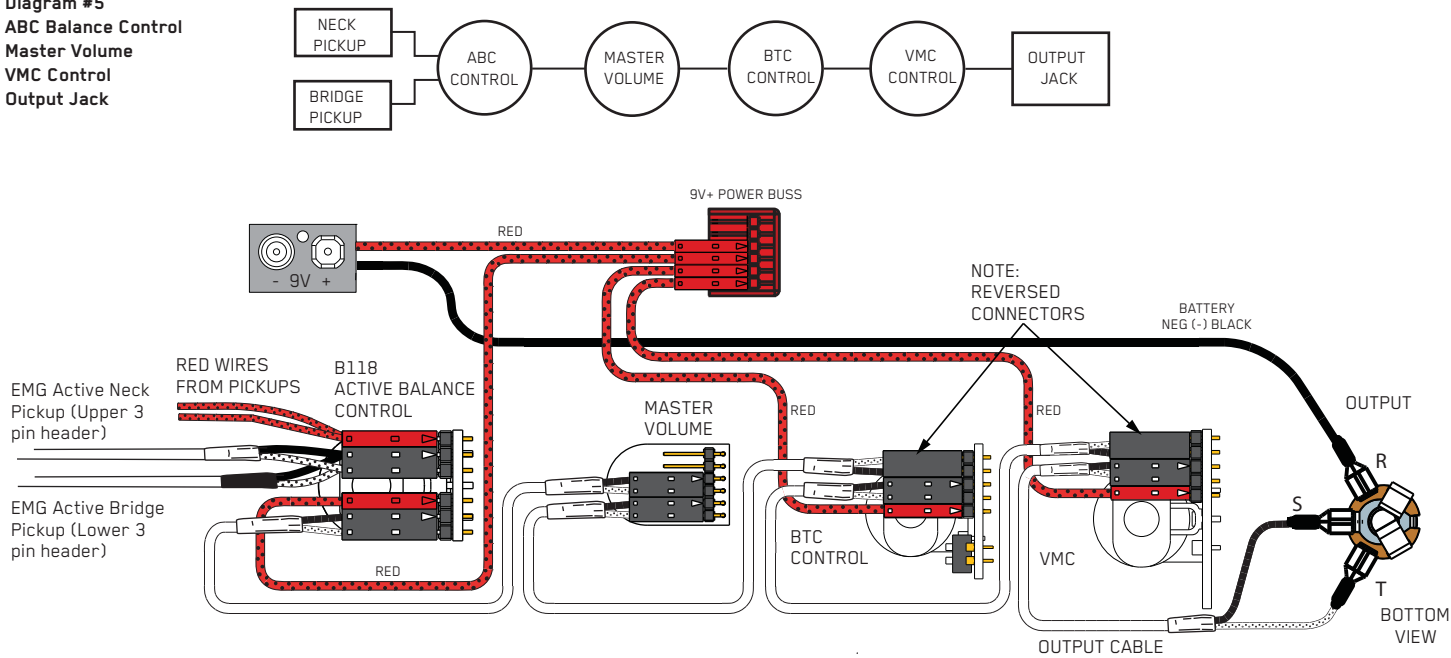 Diagram #5
ABC Balance Control
Master Volume
VMC Control
Output Jack
NECK
PICKUP
BRIDGE
PICKUP
ABC
CONTROL
MASTER
VOLUME
BTC
CONTROL
VMC
CONTROL
OUTPUT
JACK
9V+ POWER BUSS
RED
- 9V +
NOTE:
REVERSED
CONNECTORS
BATTERY
NEG (-) BLACK
RED WIRES
FROM PICKUPS
B118
ACTIVE BALANCE
CONTROL
EMG Active Neck
Pickup (Upper 3
pin header)
EMG Active Bridge
Pickup (Lower 3
pin header)
RED
MASTER
VOLUME
RED
BTC
CONTROL
RED
VMC
OUTPUT
R
S
T
BOTTOM
VIEW
OUTPUT CABLE